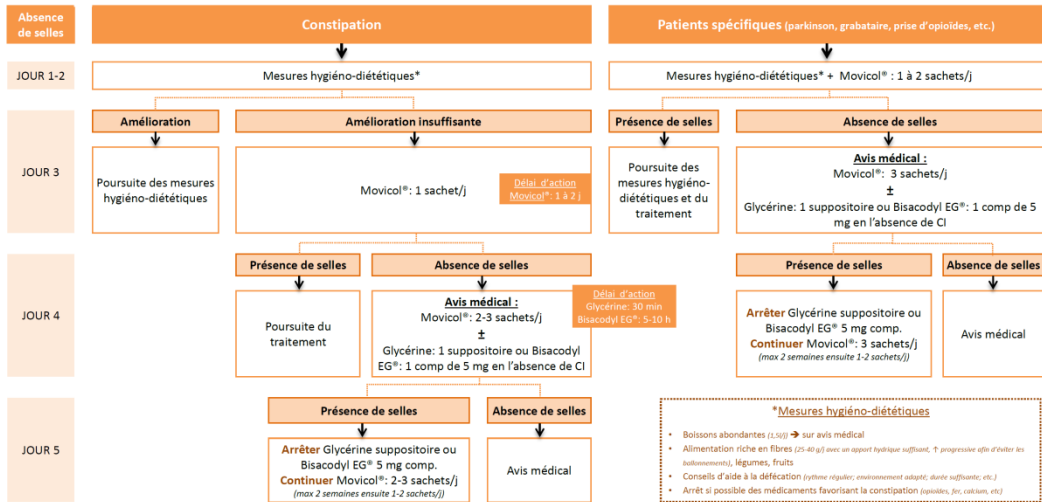 Absence
de
selles
Constipation
Patients spécifiques (parkinson, grabataire, prise d'opioïdes, etc.)
JOUR 1-2
Mesures hygiéno-diététiques*
Mesures hygiéno-diététiques* + Movicol® : 1 à 2 sachets/j
JOUR 3
Amélioration
Amélioration insuffisante
Présence de selles
Absence de selles
Poursuite des mesures
hygiéno-diététiques
Movicol®: 1 sachet/j
Délai d'action
Movicol®: 1 à 2 j
Poursuite des
mesures hygiéno-
diététiques et du
traitement
Avis médical :
Movicol®: 3 sachets/j
±
Glycérine: 1 suppositoire ou Bisacodyl EG®: 1 comp de 5
mg en l'absence de CI
JOUR 4
Présence de selles
Absence de selles
Présence de selles
Absence de selles
Poursuite du
traitement
Avis médical :
Movicol®: 2-3 sachets/j
±
Glycérine: 1 suppositoire ou Bisacodyl
EG®: 1 comp de 5 mg en l'absence de CI
Délai d'action
Glycérine: 30 min
Bisacodyl EG®: 5-10 h
Arrêter Glycérine suppositoire ou
Bisacodyl EG® 5 mg comp.
Continuer Movicol®: 3 sachets/j
(max 2 semaines ensuite 1-2 sachets/j)
Avis médical
JOUR 5
Présence de selles
Absence de selles
Arrêter Glycérine suppositoire ou
Bisacodyl EG® 5 mg comp.
Continuer Movicol®: 2-3 sachets/j
(max 2 semaines ensuite 1-2 sachets/j)
Avis médical
*Mesures hygiéno-diététiques
• Boissons abondantes (1,5l/j) ➔ sur avis médical
• Alimentation riche en fibres (25-40 g/j) avec un apport hydrique suffisant, ↑ progressive afin d'éviter les
ballonnements), légumes, fruits
• Conseils d'aide à la défécation (rythme régulier; environnement adapté; durée suffisante; etc.)
• Arrêt si possible des médicaments favorisant la constipation (opioïdes, fer, calcium, etc)